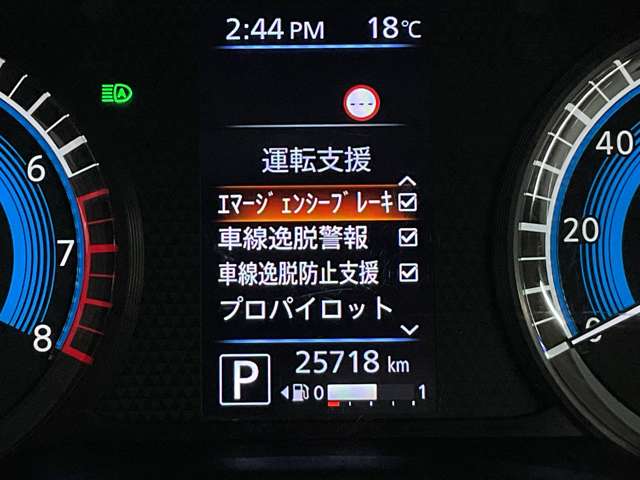 2:44 PM 18℃
---
運転支援
ｴﾏｰｼﾞｪﾝｼｰﾌﾞﾚｰｷ
車線逸脱警報
車線逸脱防止支援
プロパイロット
25718 km
P
0 1
A
6
7
8
40
20
0